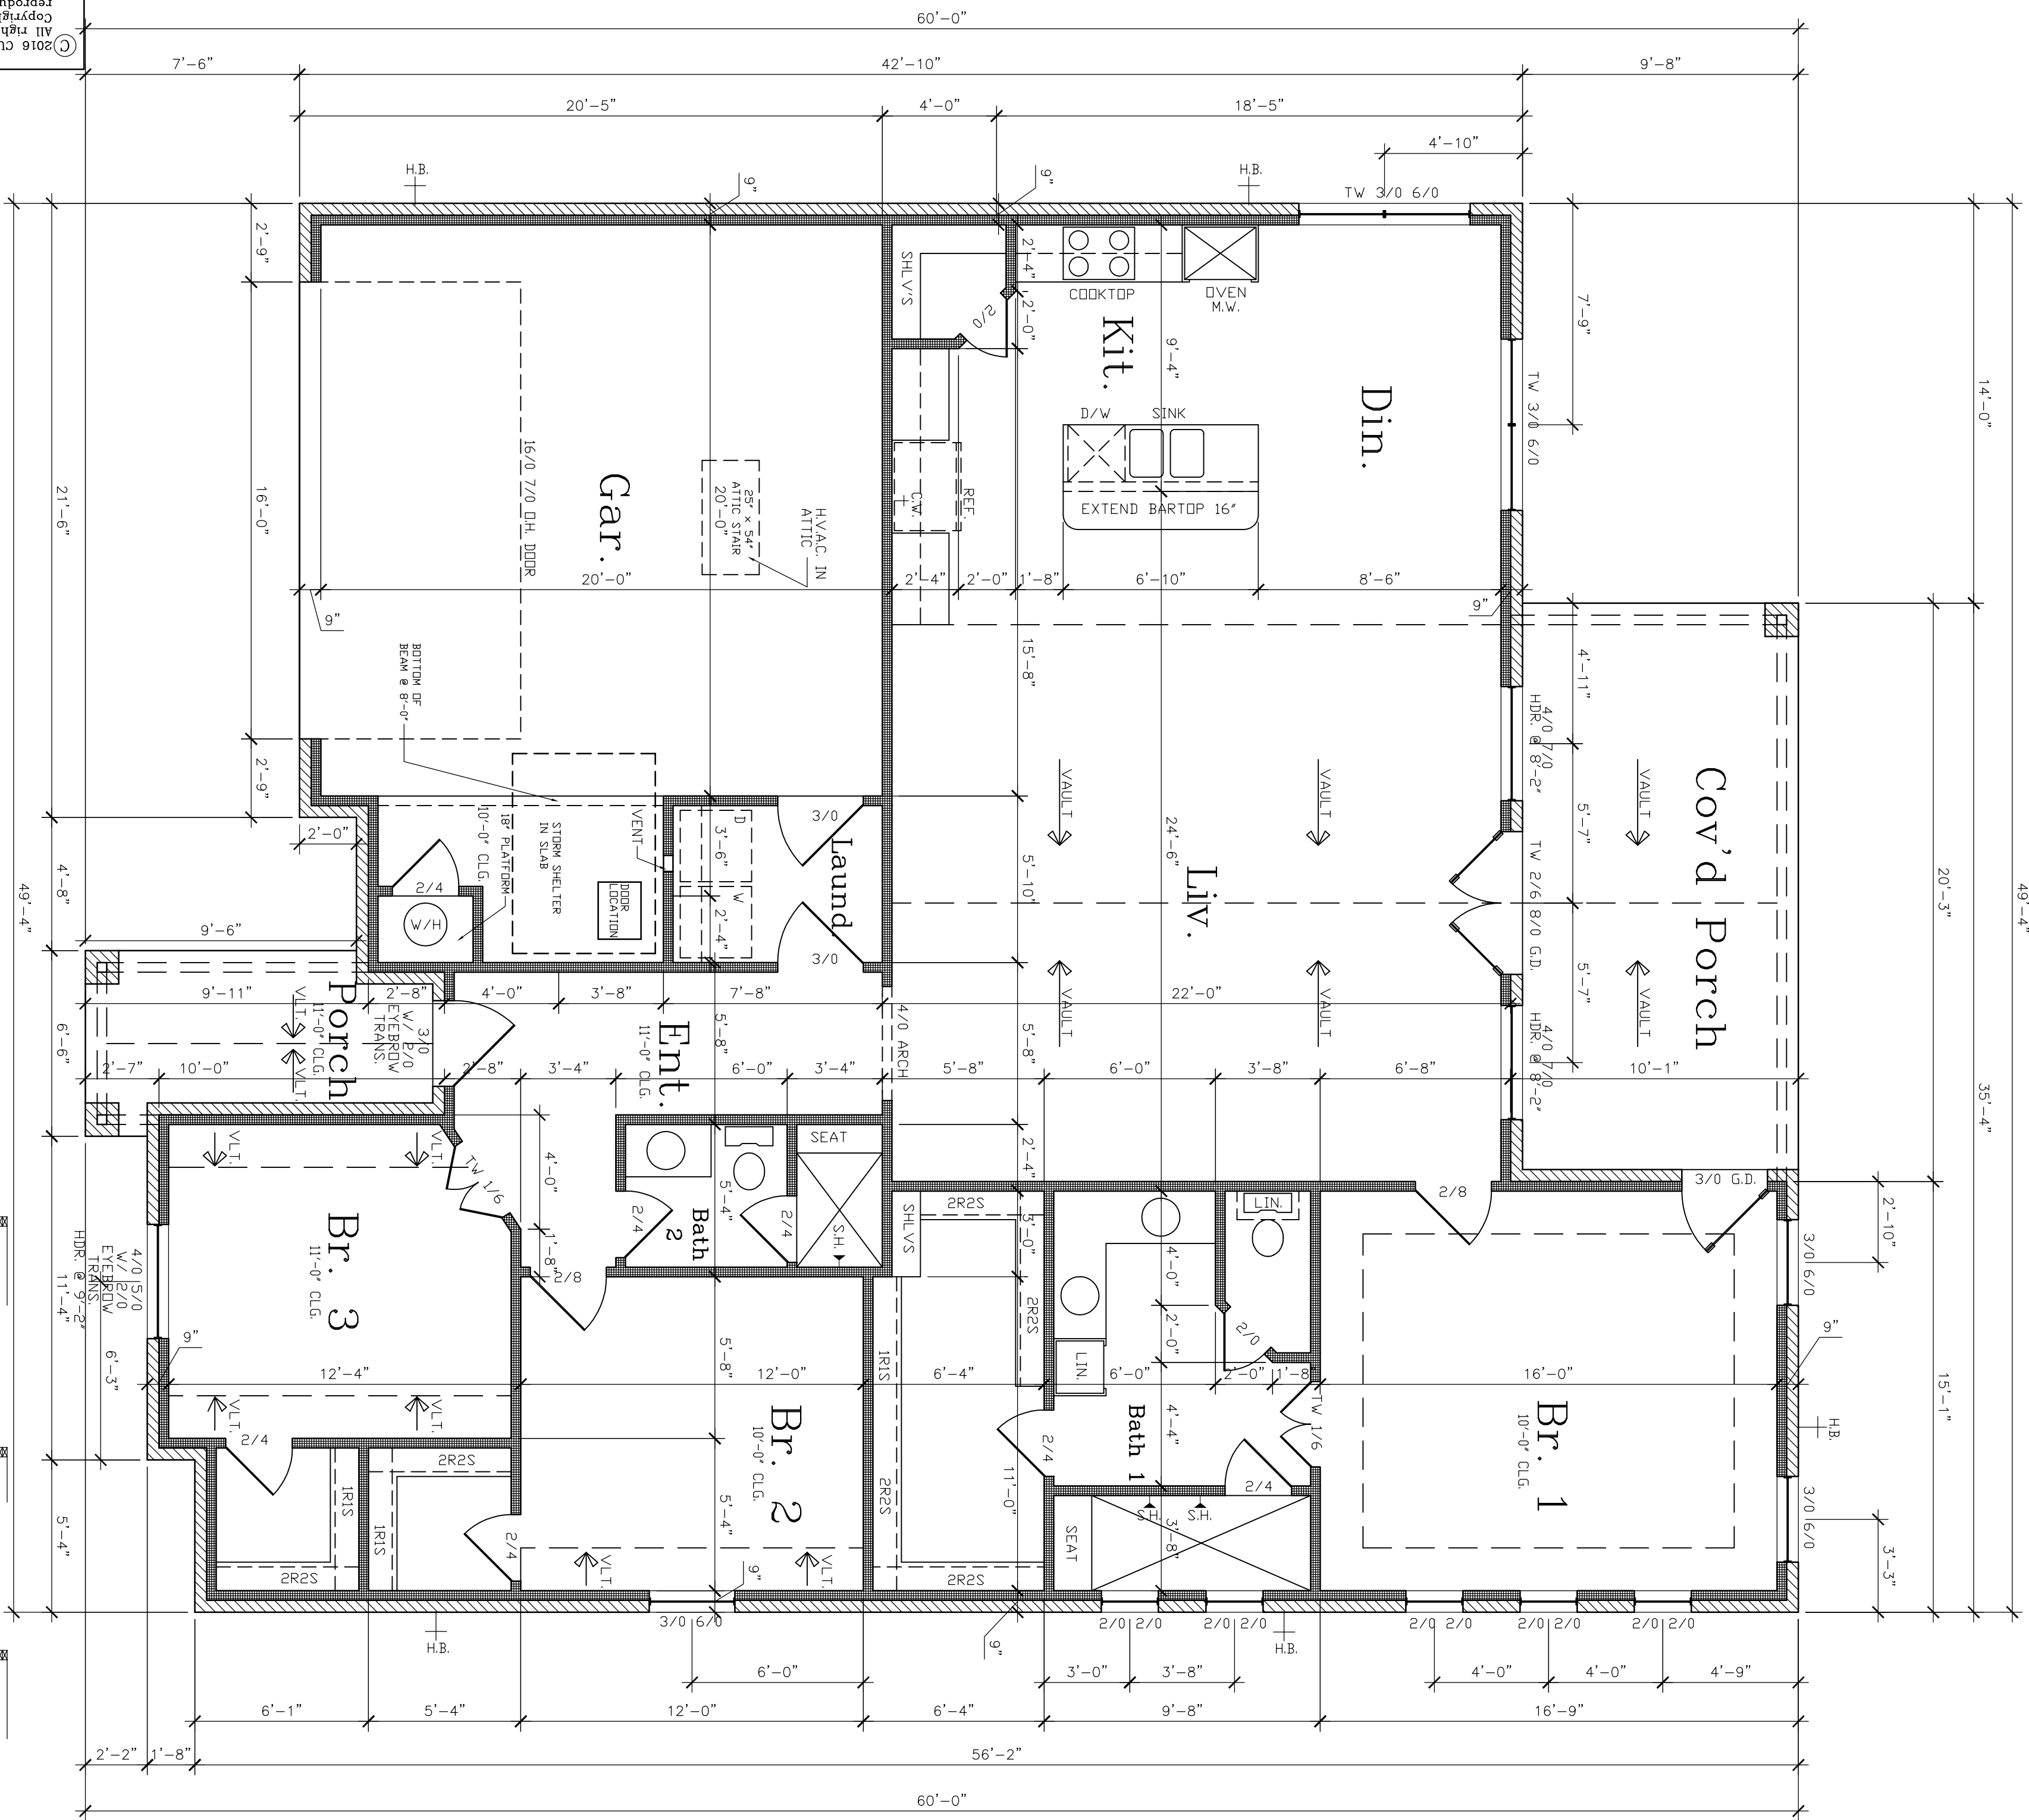 2016 CU
All righ
Copyrigh
reprodu
©
60'-0"
7'-6"
42'-10"
9'-8"
20'-5"
4'-0"
18'-5"
4'-10"
H.B.
9"
9"
H.B.
TW 3/0 6/0
2'-9"
SHLV'S
2'-4"
2'-0"
2/0
COOKTOP
OVEN
M.W.
Kit.
9'-4"
Din.
TW 3/0 6/0
7'-9"
14'-0"
D/W
SINK
EXTEND BARTOP 16"
REF.
C.W.
16'-0"
21'-6"
16/0 7/0 O.H. DOOR
Gar.
25" x 54"
ATTIC STAIR
20'-0"
H.V.A.C. IN
ATTIC
20'-0"
2'-4"
2'-0"
1'-8"
6'-10"
8'-6"
9"
9"
BOTTOM OF
BEAM @ 8'-0"
15'-8"
4'-11"
4/0 7/0
HDR. @ 8'-2"
2'-9"
VAULT
VAULT
VAULT
Cov'd Porch
5'-7"
20'-3"
49'-4"
2'-0"
10'-0" CLG.
18" PLATFORM
STORM SHELTER
IN SLAB
VENT
D
3'-6"
3/0
Laund.
5'-10"
24'-6"
Liv.
TW 2/6 8/0 G.D.
4'-8"
49'-4"
2/4
W/H
DOOR
LOCATION
W
2'-4"
3/0
9'-6"
VAULT
VAULT
VAULT
5'-7"
9'-11"
2'-8"
4'-0"
3'-8"
7'-8"
22'-0"
Porch
11'-0" CLG.
VLT.
VLT.
3/0
W/ 2/0
EYEBROW
TRANS.
Ent.
11'-0" CLG.
5'-8"
4/0 ARCH
5'-8"
4/0 7/0
HDR. @ 8'-2"
6'-6"
35'-4"
2'-7"
10'-0"
2'-8"
3'-4"
6'-0"
3'-4"
5'-8"
6'-0"
3'-8"
6'-8"
10'-1"
VLT.
VLT.
TW 1/6
4'-0"
SEAT
5'-4"
Bath
2
2/4
2/4
S.H.
2'-4"
SHLVS
2R2S
3'-0"
4'-0"
LIN.
2/8
3/0 G.D.
2'-10"
3/0 6/0
Br. 3
11'-0" CLG.
1'-8"
2/8
4/0 5/0
W/ 2/0
EYEBROW
TRANS.
HDR. @ 9'-2"
11'-4"
6'-3"
9"
2R2S
1R1S
2'-0"
2/0
LIN.
5'-8"
9"
12'-4"
12'-0"
6'-4"
6'-0"
2'-0"
1'-8"
16'-0"
15'-1"
VLT.
VLT.
2/4
Br. 2
10'-0" CLG.
2/4
Bath 1
4'-4"
TW 1/6
Br. 1
10'-0" CLG.
H.B.
2R2S
1R1S
1R1S
2R2S
2/4
5'-4"
5'-4"
2R2S
11'-0"
2/4
S.H.
S.H.
3'-8"
SEAT
3/0 6/0
3'-3"
VLT.
VLT.
2R2S
9"
H.B.
3/0 6/0
9"
2/0 2/0
2/0 2/0
H.B.
2/0 2/0
2/0 2/0
2/0 2/0
6'-0"
3'-0"
3'-8"
4'-0"
4'-0"
4'-9"
6'-1"
5'-4"
12'-0"
6'-4"
9'-8"
16'-9"
2'-2"
1'-8"
56'-2"
60'-0"